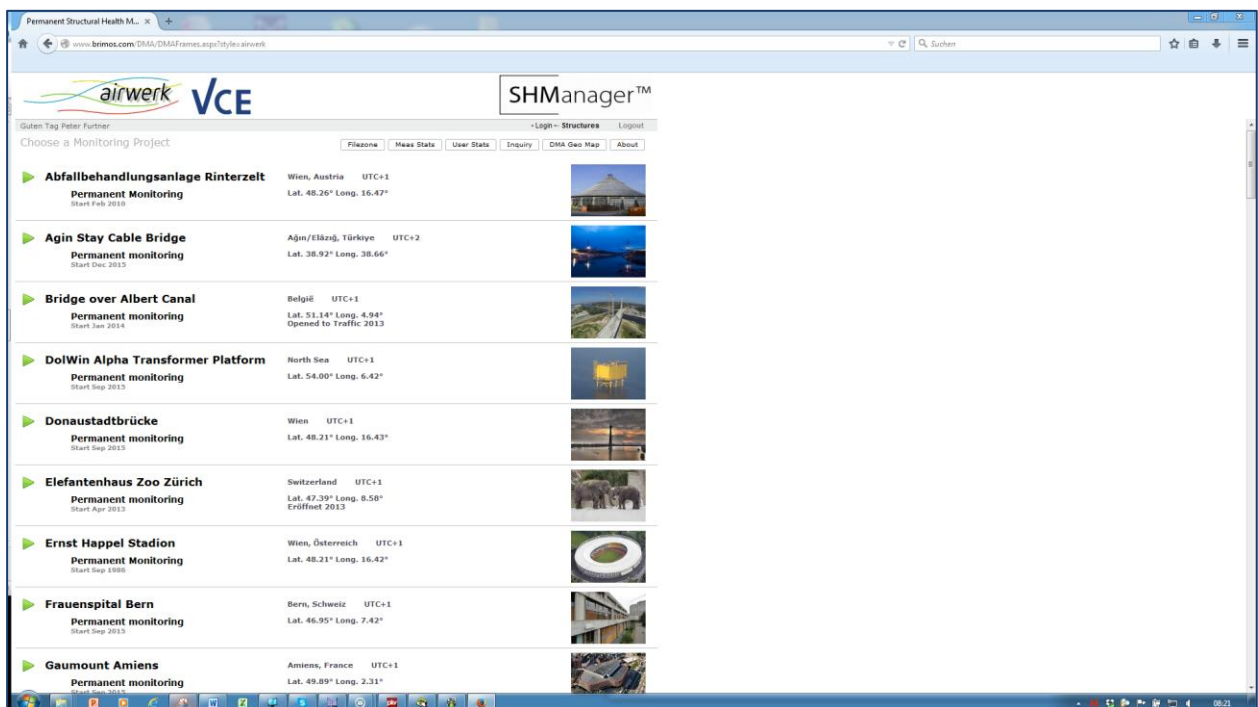 Permanent Structural Health M...
www.brimos.com/DMA/DMAFrames.aspx?style=airwerk
Suchen
airwerk VCE SHManager™
Guten Tag Peter Furtner
Login Structures Logout
Choose a Monitoring Project
Filezone Meas Stats User Stats Inquiry DMA Geo Map About
Abfallbehandlungsanlage Rinterzelt Wien, Austria UTC+1
Permanent Monitoring Lat. 48.26° Long. 16.47°
Start Feb 2010
Agin Stay Cable Bridge Ağın/Elâzığ, Türkiye UTC+2
Permanent monitoring Lat. 38.92° Long. 38.66°
Start Dec 2015
Bridge over Albert Canal België UTC+1
Permanent monitoring Lat. 51.14° Long. 4.94°
Start Jan 2014 Opened to Traffic 2013
DolWin Alpha Transformer Platform North Sea UTC+1
Permanent monitoring Lat. 54.00° Long. 6.42°
Start Sep 2015
Donaustadtbrücke Wien UTC+1
Permanent monitoring Lat. 48.21° Long. 16.43°
Start Sep 2015
Elefantenhaus Zoo Zürich Switzerland UTC+1
Permanent monitoring Lat. 47.39° Long. 8.58°
Start Apr 2013 Eröffnet 2013
Ernst Happel Stadion Wien, Österreich UTC+1
Permanent Monitoring Lat. 48.21° Long. 16.42°
Start Sep 1986
Frauenspital Bern Bern, Schweiz UTC+1
Permanent monitoring Lat. 46.95° Long. 7.42°
Start Sep 2015
Gaumount Amiens Amiens, France UTC+1
Permanent monitoring Lat. 49.89° Long. 2.31°
Start Sep 2015
08:21